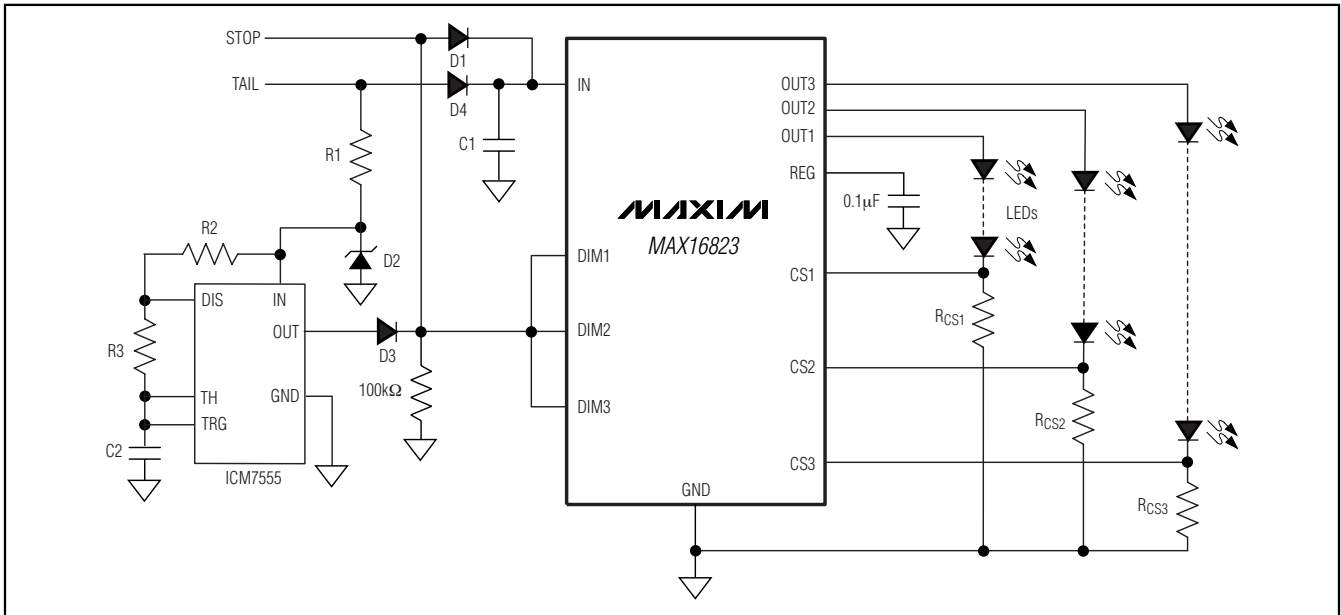 STOP
D1
TAIL
D4
IN
OUT3
OUT2
OUT1
C1
R1
REG
0.1µF
LEDs
MAXIM
MAX16823
R2
D2
DIM1
CS1
DIS
IN
OUT
RCS1
R3
D3
DIM2
100kΩ
CS2
TH
GND
DIM3
TRG
RCS2
C2
CS3
ICM7555
GND
RCS3